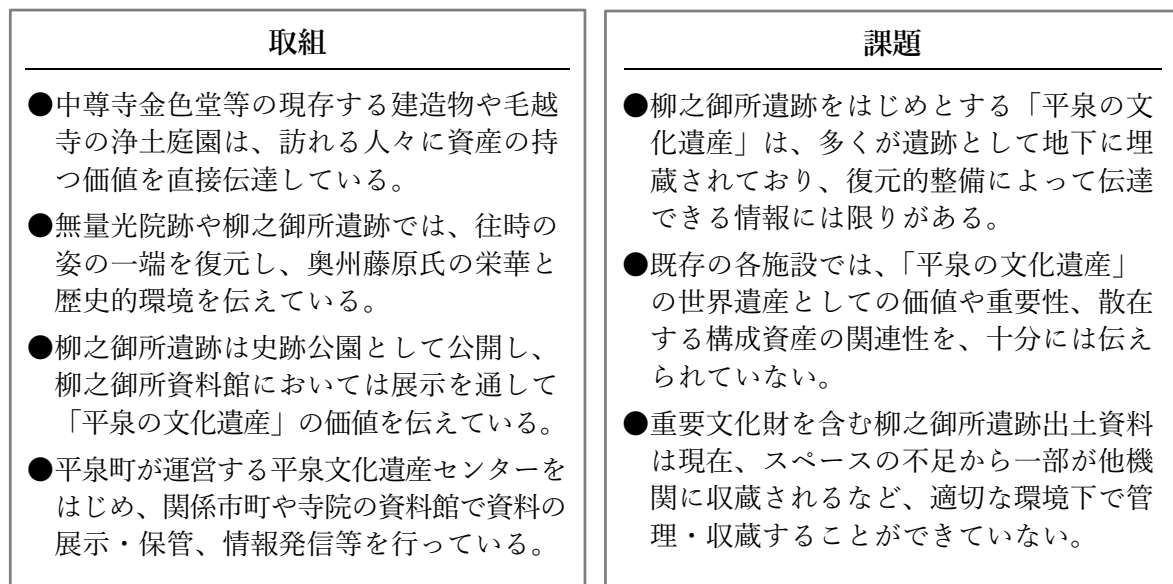 取組
●中尊寺金色堂等の現存する建造物や毛越
寺の浄土庭園は、訪れる人々に資産の持
つ価値を直接伝達している。
●無量光院跡や柳之御所遺跡では、往時の
姿の一端を復元し、奥州藤原氏の栄華と
歴史的環境を伝えている。
●柳之御所遺跡は史跡公園として公開し、
柳之御所資料館においては展示を通して
「平泉の文化遺産」の価値を伝えている。
●平泉町が運営する平泉文化遺産センターを
はじめ、関係市町や寺院の資料館で資料の
展示・保管、情報発信等を行っている。
課題
●柳之御所遺跡をはじめとする「平泉の文
化遺産」は、多くが遺跡として地下に埋
蔵されており、復元的整備によって伝達
できる情報には限りがある。
●既存の各施設では、「平泉の文化遺産」
の世界遺産としての価値や重要性、散在
する構成資産の関連性を、十分には伝え
られていない。
●重要文化財を含む柳之御所遺跡出土資料
は現在、スペースの不足から一部が他機
関に収蔵されるなど、適切な環境下で管
理・収蔵することができていない。